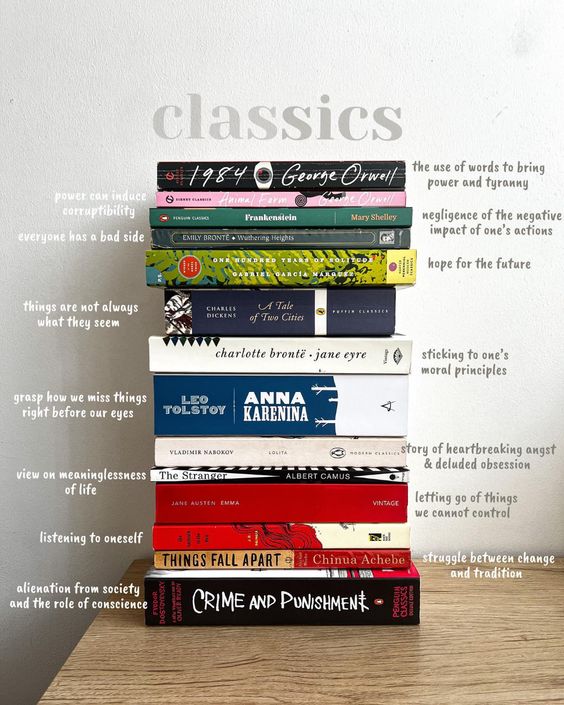 classics
1984 George Orwell
the use of words to bring
power and tyranny
power can induce
corruptibility
SIGNET CLASSICS Animal Farm George Orwell
PENGUIN CLASSICS Frankenstein Mary Shelley
negligence of the negative
impact of one's actions
everyone has a bad side
EMILY BRONTË Wuthering Heights
ONE HUNDRED YEARS OF SOLITUDE
GABRIEL GARCÍA MÁRQUEZ
hope for the future
things are not always
what they seem
CHARLES
DICKENS
A Tale
of Two Cities
PUFFIN CLASSICS
charlotte brontë • jane eyre
sticking to one's
moral principles
grasp how we miss things
right before our eyes
LEO
TOLSTOY
ANNA
KARENINA
VLADIMIR NABOKOV LOLITA MODERN CLASSICS
story of heartbreaking angst
& deluded obsession
view on meaninglessness
of life
The Stranger ALBERT CAMUS
JANE AUSTEN EMMA VINTAGE
letting go of things
we cannot control
listening to oneself
THINGS FALL APART Chinua Achebe
struggle between change
and tradition
alienation from society
and the role of conscience
FYODOR
DOSTOYEVSKY
CRIME AND PUNISHMENT
PENGUIN
CLASSICS